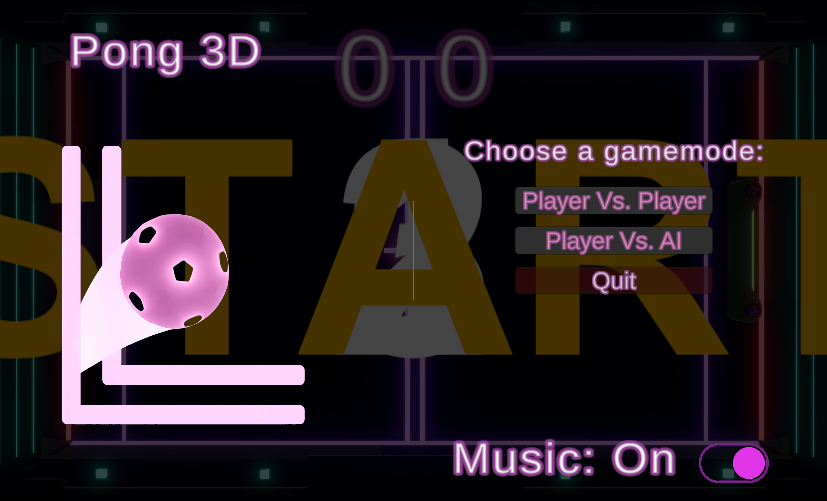 Pong 3D
0 0
START
Choose a gamemode:
Player Vs. Player
Player Vs. AI
Quit
Music: On